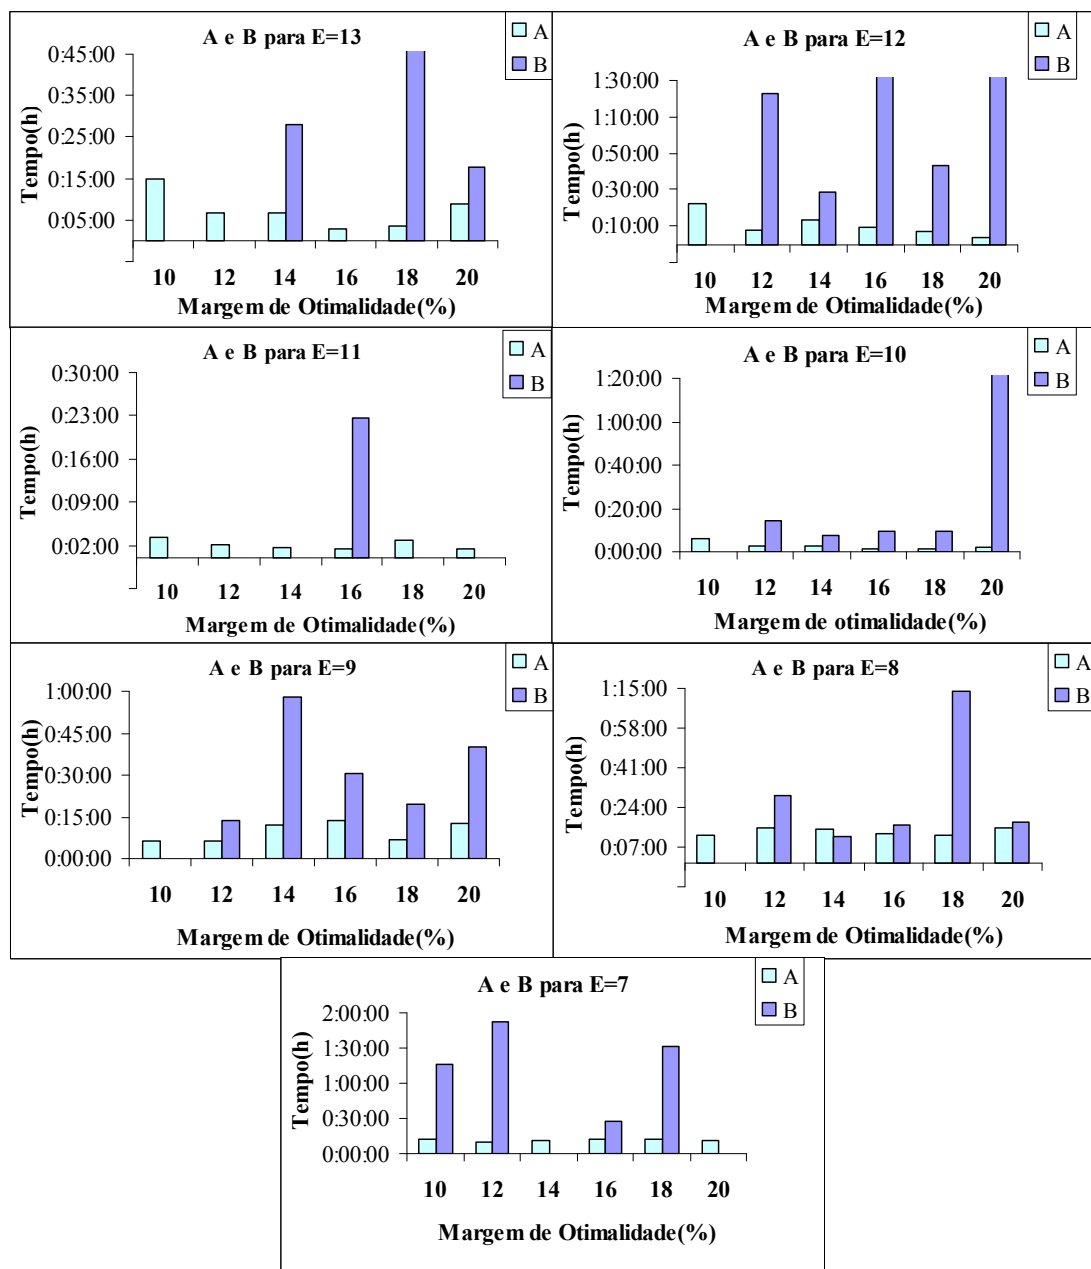 A e B para E=13
A
B
0:45:00
0:35:00
0:25:00
0:15:00
0:05:00
Tempo(h)
10 12 14 16 18 20
Margem de Otimalidade(%)
A e B para E=12
A
B
1:30:00
1:10:00
0:50:00
0:30:00
0:10:00
Tempo(h)
10 12 14 16 18 20
Margem de Otimalidade(%)
A e B para E=11
A
B
0:30:00
0:23:00
0:16:00
0:09:00
0:02:00
Tempo(h)
10 12 14 16 18 20
Margem de Otimalidade(%)
A e B para E=10
A
B
1:20:00
1:00:00
0:40:00
0:20:00
0:00:00
Tempo(h)
10 12 14 16 18 20
Margem de otimalidade(%)
A e B para E=9
A
B
1:00:00
0:45:00
0:30:00
0:15:00
0:00:00
Tempo(h)
10 12 14 16 18 20
Margem de Otimalidade(%)
A e B para E=8
A
B
1:15:00
0:58:00
0:41:00
0:24:00
0:07:00
Tempo(h)
10 12 14 16 18 20
Margem de Otimalidade(%)
A e B para E=7
A
B
2:00:00
1:30:00
1:00:00
0:30:00
0:00:00
Tempo(h)
10 12 14 16 18 20
Margem de Otimalidade(%)